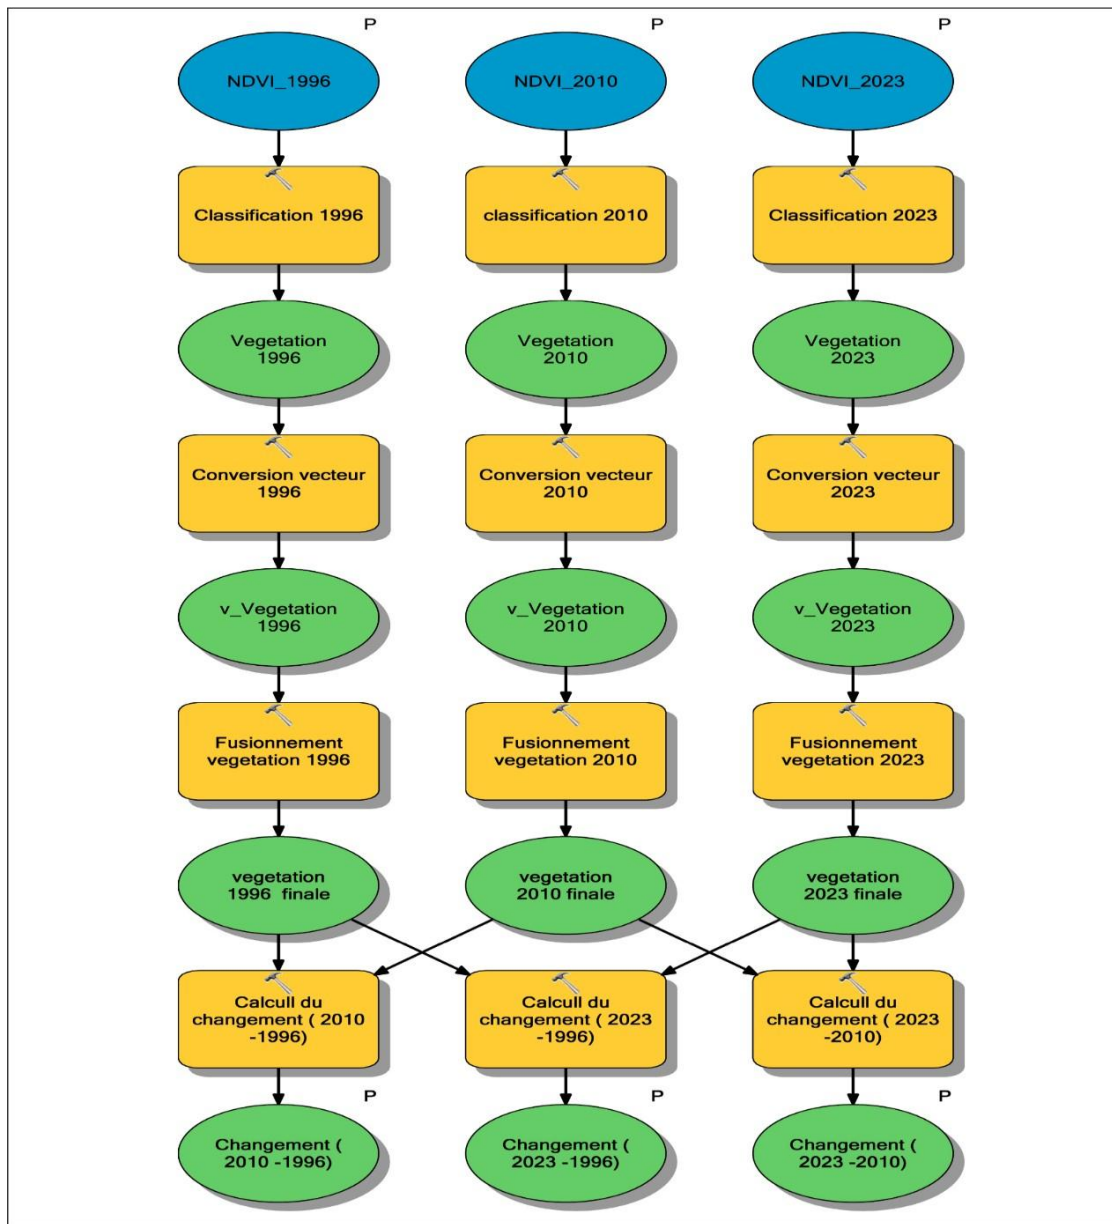 P
P
P
NDVI_1996
NDVI_2010
NDVI_2023
Classification 1996
classification 2010
Classification 2023
Vegetation
1996
Vegetation
2010
Vegetation
2023
Conversion vecteur
1996
Conversion vecteur
2010
Conversion vecteur
2023
v_Vegetation
1996
v_Vegetation
2010
v_Vegetation
2023
Fusionnement
vegetation 1996
Fusionnement
vegetation 2010
Fusionnement
vegetation 2023
vegetation
1996 finale
vegetation
2010 finale
vegetation
2023 finale
Calcull du
changement ( 2010
-1996)
Calcull du
changement ( 2023
-1996)
Calcull du
changement ( 2023
-2010)
P
P
P
Changement (
2010 -1996)
Changement (
2023 -1996)
Changement (
2023 -2010)